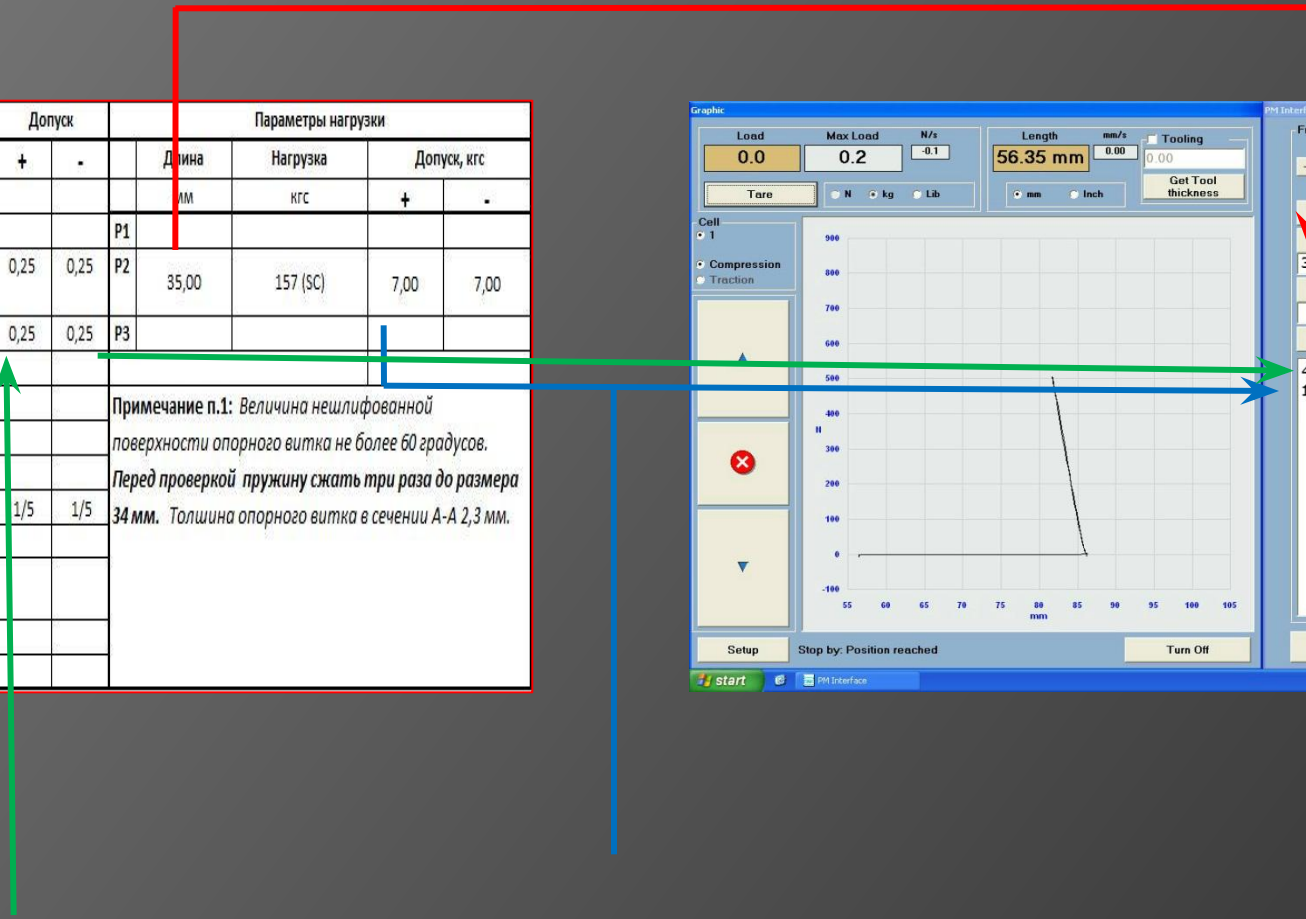 Допуск Параметры нагрузки
+ - Длина Нагрузка Допуск, кгс
мм кгс + -
P1
0,25 0,25 P2 35,00 157 (SC) 7,00 7,00
0,25 0,25 P3
Примечание п.1: Величина нешлифованной
поверхности опорного витка не более 60 градусов.
Перед проверкой пружину сжать три раза до размера
34 мм. Толшина опорного витка в сечении А-А 2,3 мм.
1/5 1/5
Graphic
Load Max Load N/s Length mm/s Tooling
0.0 0.2 -0.1 56.35 mm 0.00 0.00
Tare N kg Lib mm Inch Get Tool
thickness
Cell
1
Compression
Traction
900
800
700
600
500
400
N
300
200
100
0
-100
55 60 65 70 75 80 85 90 95 100 105
mm
Setup Stop by: Position reached Turn Off
start PM Interface